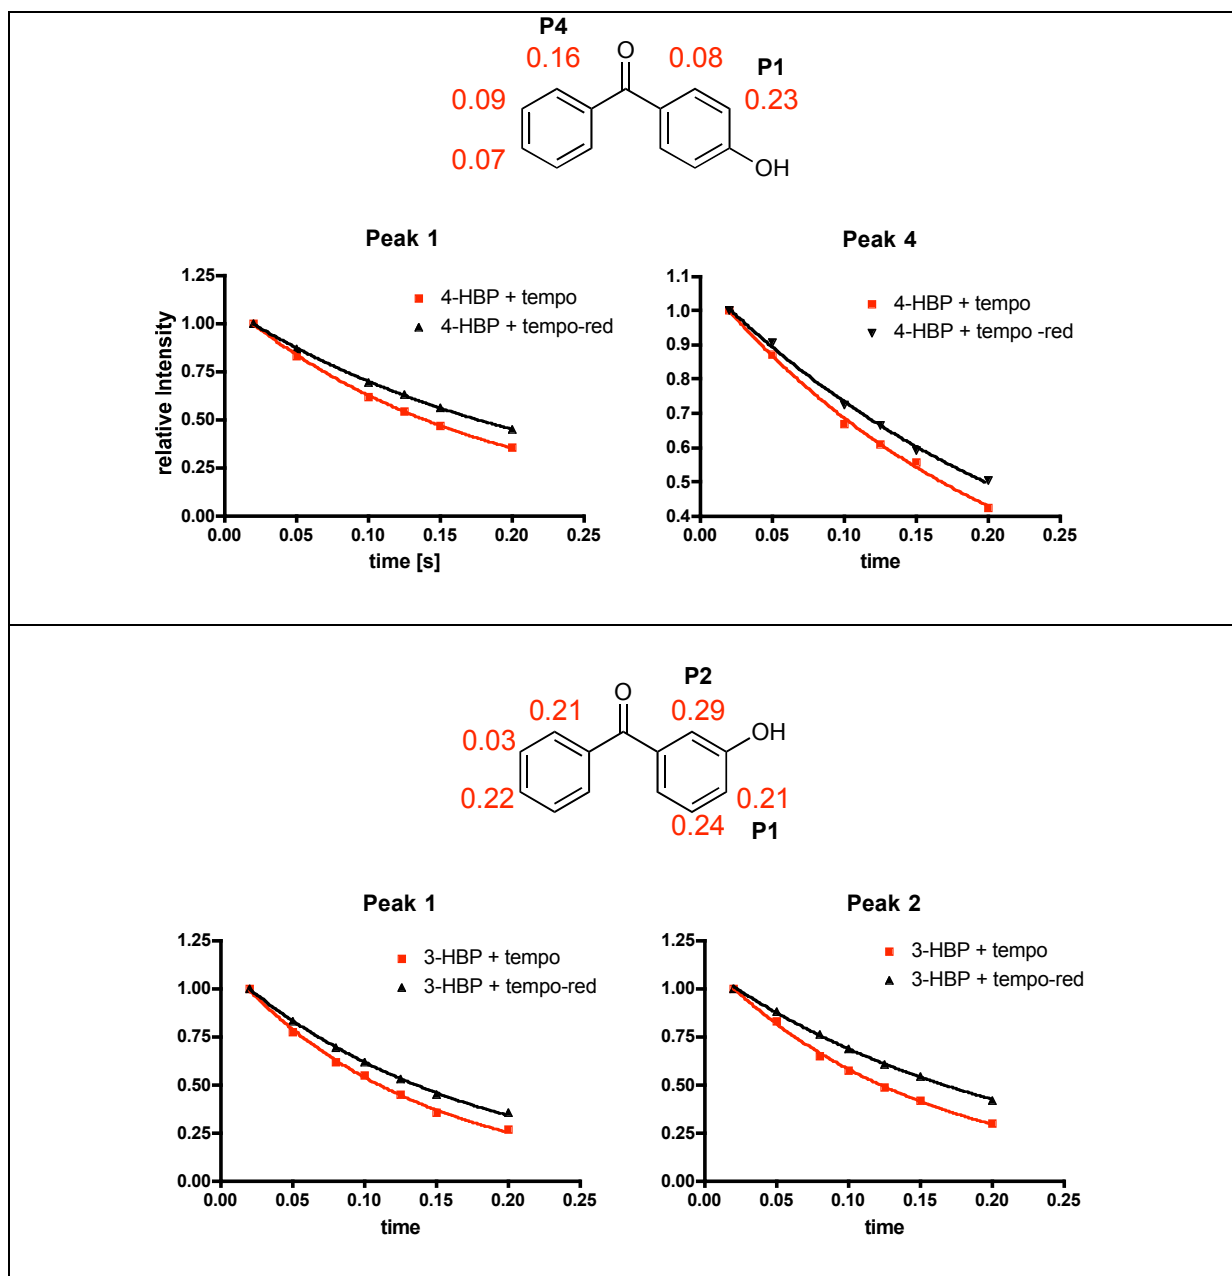 P4
O
0.16
0.08
P1
0.09
0.23
0.07
OH
Peak 1
1.25
1.00
0.75
0.50
0.25
0.00
relative Intensity
4-HBP + tempo
4-HBP + tempo-red
0.00 0.05 0.10 0.15 0.20 0.25
time [s]
Peak 4
1.1
1.0
0.9
0.8
0.7
0.6
0.5
0.4
4-HBP + tempo
4-HBP + tempo -red
0.00 0.05 0.10 0.15 0.20 0.25
time
P2
O
0.21
0.29
OH
0.03
0.22
0.21
0.24
P1
Peak 1
1.25
1.00
0.75
0.50
0.25
0.00
3-HBP + tempo
3-HBP + tempo-red
0.00 0.05 0.10 0.15 0.20 0.25
time
Peak 2
1.25
1.00
0.75
0.50
0.25
0.00
3-HBP + tempo
3-HBP + tempo-red
0.00 0.05 0.10 0.15 0.20 0.25
time